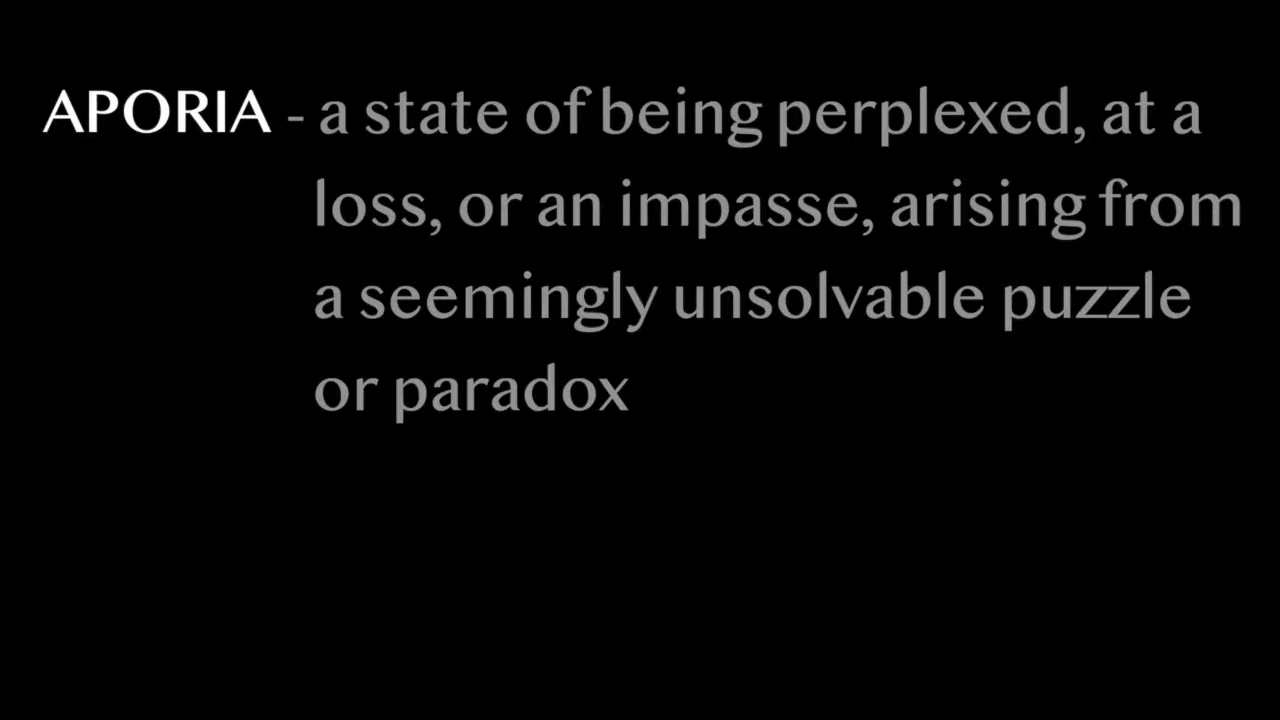 APORIA - a state of being perplexed, at a
loss, or an impasse, arising from
a seemingly unsolvable puzzle
or paradox